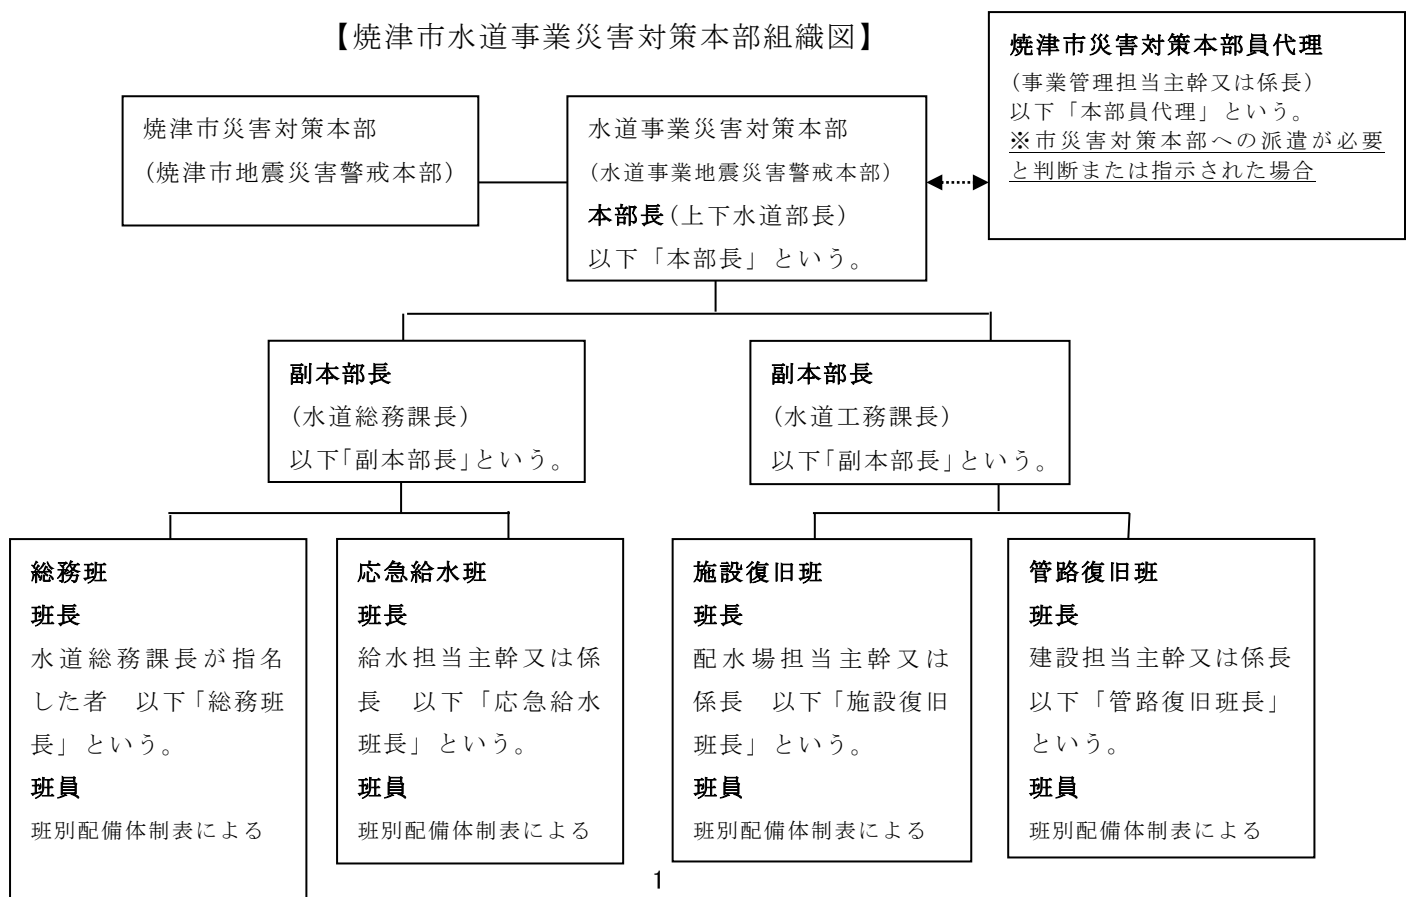 【焼津市水道事業災害対策本部組織図】
焼津市災害対策本部員代理
(事業管理担当主幹又は係長)
以下「本部員代理」という。
※市災害対策本部への派遣が必要
と判断または指示された場合
焼津市災害対策本部
(焼津市地震災害警戒本部)
水道事業災害対策本部
(水道事業地震災害警戒本部)
本部長(上下水道部長)
以下「本部長」という。
副本部長
(水道総務課長)
以下「副本部長」という。
副本部長
(水道工務課長)
以下「副本部長」という。
総務班
班長
水道総務課長が指名
した者　以下「総務班
長」という。
班員
班別配備体制表による
応急給水班
班長
給水担当主幹又は係
長　以下「応急給水
班長」という。
班員
班別配備体制表による
施設復旧班
班長
配水場担当主幹又は
係長　以下「施設復旧
班長」という。
班員
班別配備体制表による
管路復旧班
班長
建設担当主幹又は係長
以下「管路復旧班長」
という。
班員
班別配備体制表による
1